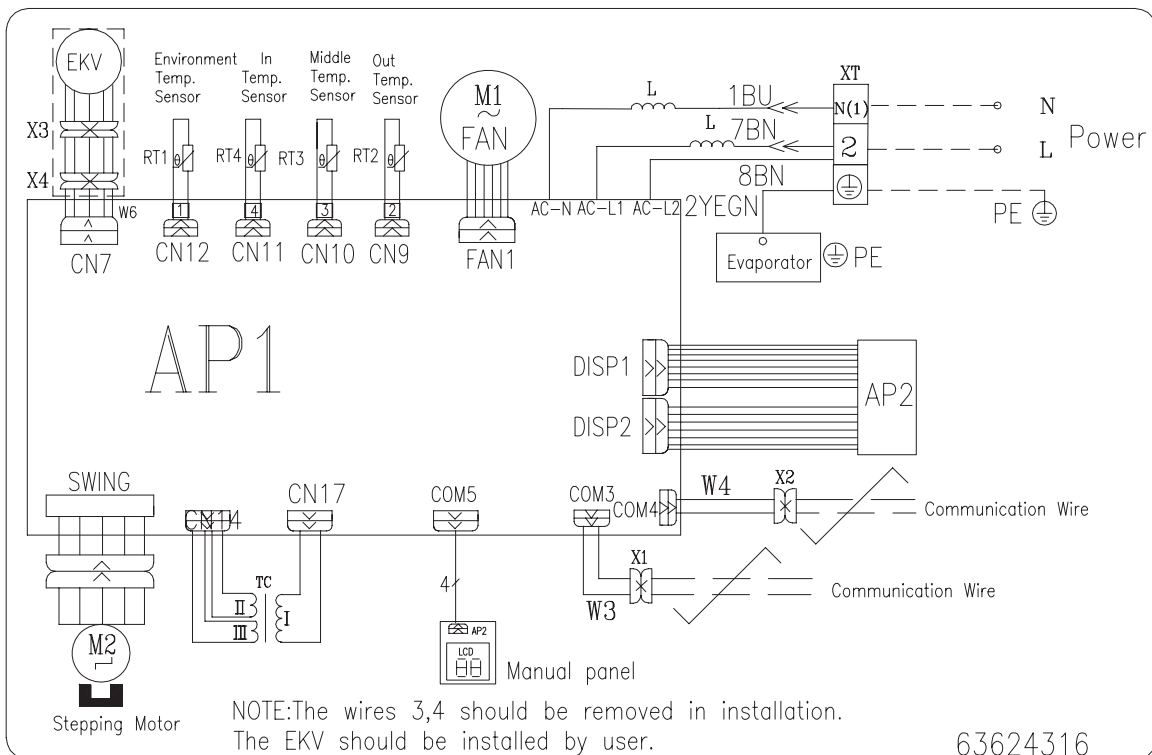 EKV
X3
X4
W6
CN7
Environment
Temp.
Sensor
In
Temp.
Sensor
Middle
Temp.
Sensor
Out
Temp.
Sensor
RT1
θ
RT4
θ
RT3
θ
RT2
θ
1
4
3
2
CN12
CN11
CN10
CN9
M1
~
FAN
FAN1
L
1BU
L
7BN
8BN
2YEGN
AC-N
AC-L1
AC-L2
XT
N(1)
2
N
L
Power
PE
Evaporator
PE
AP1
DISP1
DISP2
AP2
SWING
M2
Stepping Motor
CN14
CN17
TC
II
III
I
COM5
4
AP2
LCD
88
Manual panel
COM3
COM4
W4
X2
Communication Wire
W3
X1
Communication Wire
NOTE:The wires 3,4 should be removed in installation.
The EKV should be installed by user.
63624316